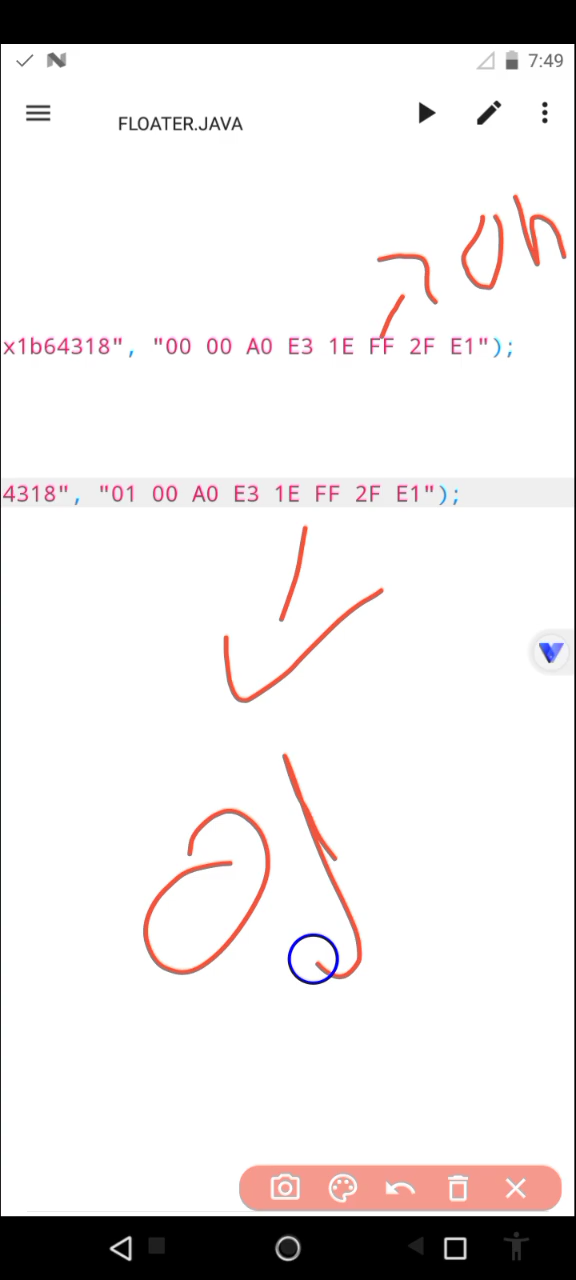 7:49
FLOATER.JAVA
on
x1b64318", "00 00 A0 E3 1E FF 2F E1");
4318", "01 00 A0 E3 1E FF 2F E1");